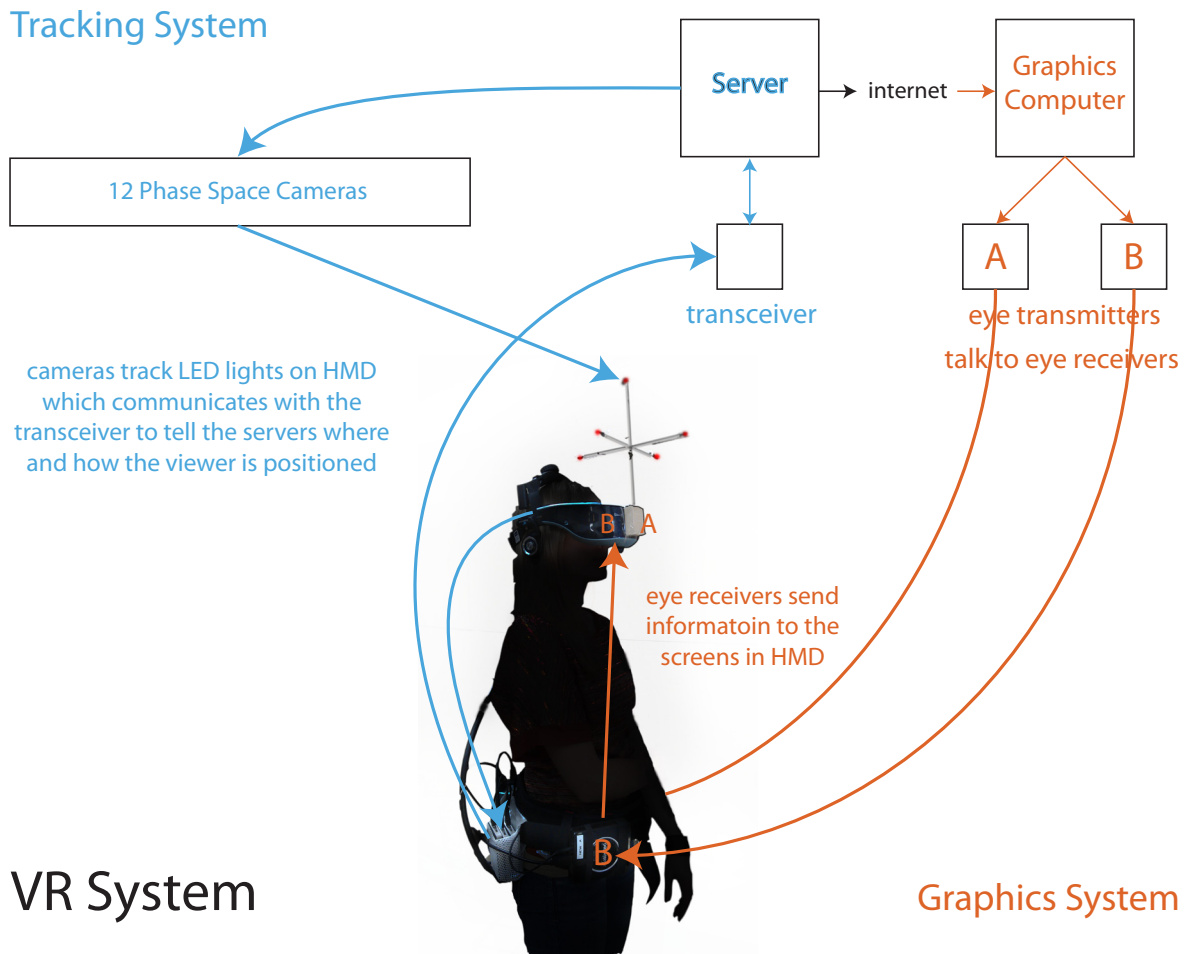 Tracking System
Server
internet
Graphics
Computer
12 Phase Space Cameras
A
B
transceiver
eye transmitters
talk to eye receivers
cameras track LED lights on HMD
which communicates with the
transceiver to tell the servers where
and how the viewer is positioned
B
A
eye receivers send
informatoin to the
screens in HMD
B
VR System
Graphics System